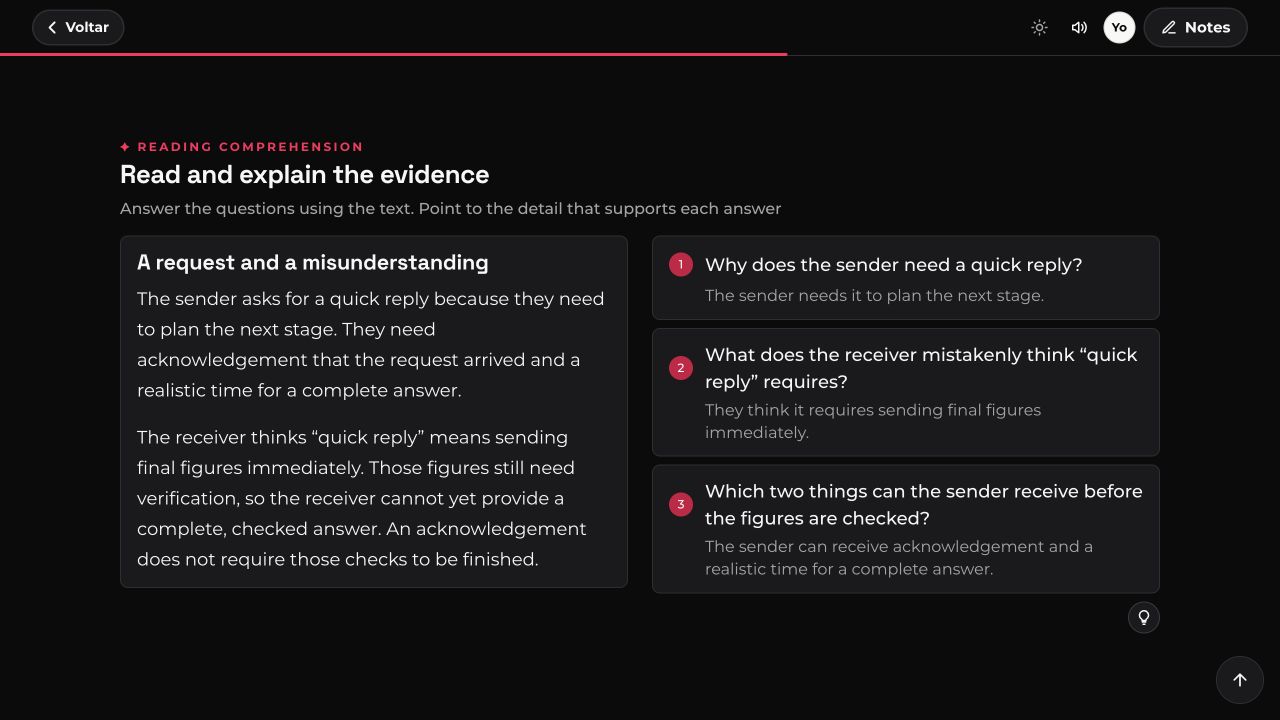 Voltar
Yo
Notes
READING COMPREHENSION
Read and explain the evidence
Answer the questions using the text. Point to the detail that supports each answer
A request and a misunderstanding
The sender asks for a quick reply because they need
to plan the next stage. They need
acknowledgement that the request arrived and a
realistic time for a complete answer.
The receiver thinks “quick reply” means sending
final figures immediately. Those figures still need
verification, so the receiver cannot yet provide a
complete, checked answer. An acknowledgement
does not require those checks to be finished.
1
Why does the sender need a quick reply?
The sender needs it to plan the next stage.
2
What does the receiver mistakenly think “quick
reply” requires?
They think it requires sending final figures
immediately.
3
Which two things can the sender receive before
the figures are checked?
The sender can receive acknowledgement and a
realistic time for a complete answer.